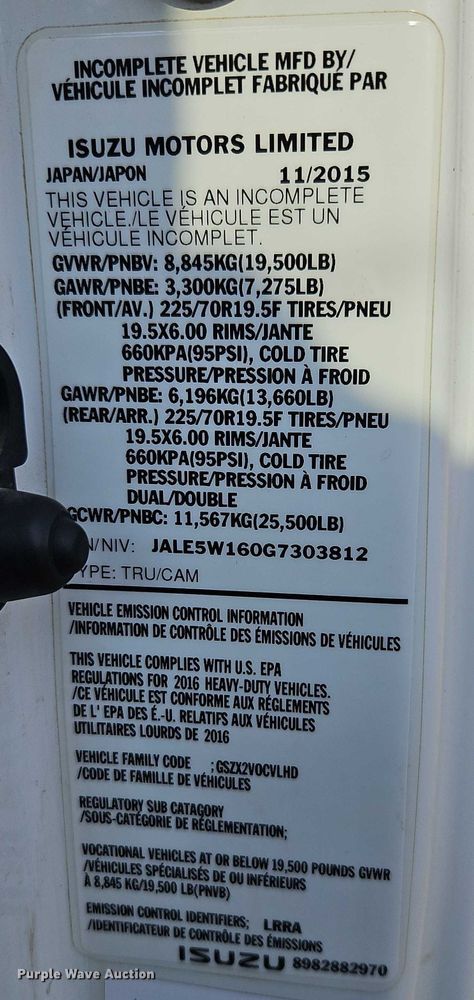 INCOMPLETE VEHICLE MFD BY/
VÉHICULE INCOMPLET FABRIQUÉ PAR
ISUZU MOTORS LIMITED
JAPAN/JAPON 11/2015
THIS VEHICLE IS AN INCOMPLETE
VEHICLE./LE VÉHICULE EST UN
VÉHICULE INCOMPLET.
GVWR/PNBV: 8,845KG(19,500LB)
GAWR/PNBE: 3,300KG(7,275LB)
(FRONT/AV.) 225/70R19.5F TIRES/PNEU
19.5X6.00 RIMS/JANTE
660KPA(95PSI), COLD TIRE
PRESSURE/PRESSION À FROID
GAWR/PNBE: 6,196KG(13,660LB)
(REAR/ARR.) 225/70R19.5F TIRES/PNEU
19.5X6.00 RIMS/JANTE
660KPA(95PSI), COLD TIRE
PRESSURE/PRESSION À FROID
DUAL/DOUBLE
GCWR/PNBC: 11,567KG(25,500LB)
N/NIV: JALE5W160G7303812
YPE: TRU/CAM
VEHICLE EMISSION CONTROL INFORMATION
/INFORMATION DE CONTRÔLE DES ÉMISSIONS DE VÉHICULES
THIS VEHICLE COMPLIES WITH U.S. EPA
REGULATIONS FOR 2016 HEAVY-DUTY VEHICLES.
/CE VÉHICULE EST CONFORME AUX RÉGLEMENTS
DE L' EPA DES É.-U. RELATIFS AUX VÉHICULES
UTILITAIRES LOURDS DE 2016
VEHICLE FAMILY CODE ;GSZX2VOCVLHD
/CODE DE FAMILLE DE VÉHICULES
REGULATORY SUB CATAGORY
/SOUS-CATÉGORIE DE RÉGLEMENTATION;
VOCATIONAL VEHICLES AT OR BELOW 19,500 POUNDS GVWR
/VÉHICULES SPÉCIALISÉS DE OU INFÉRIEURS
À 8,845 KG/19,500 LB(PNVB)
EMISSION CONTROL IDENTIFIERS; LRRA
/IDENTIFICATEUR DE CONTRÔLE DES ÉMISSIONS
ISUZU 8982882970
Purple Wave Auction